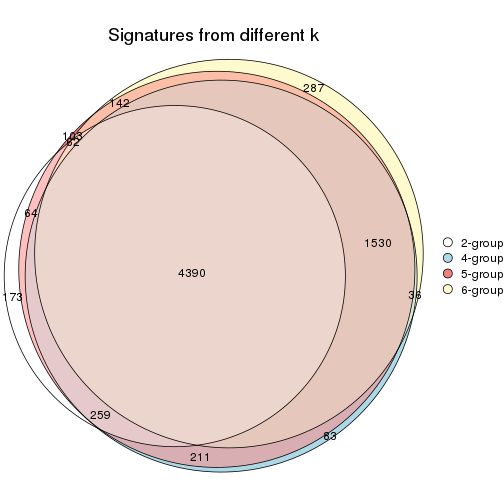 Signatures from different k
287
142
103
62
64
1530
2-group
4-group
5-group
6-group
4390
173
36
259
83
211